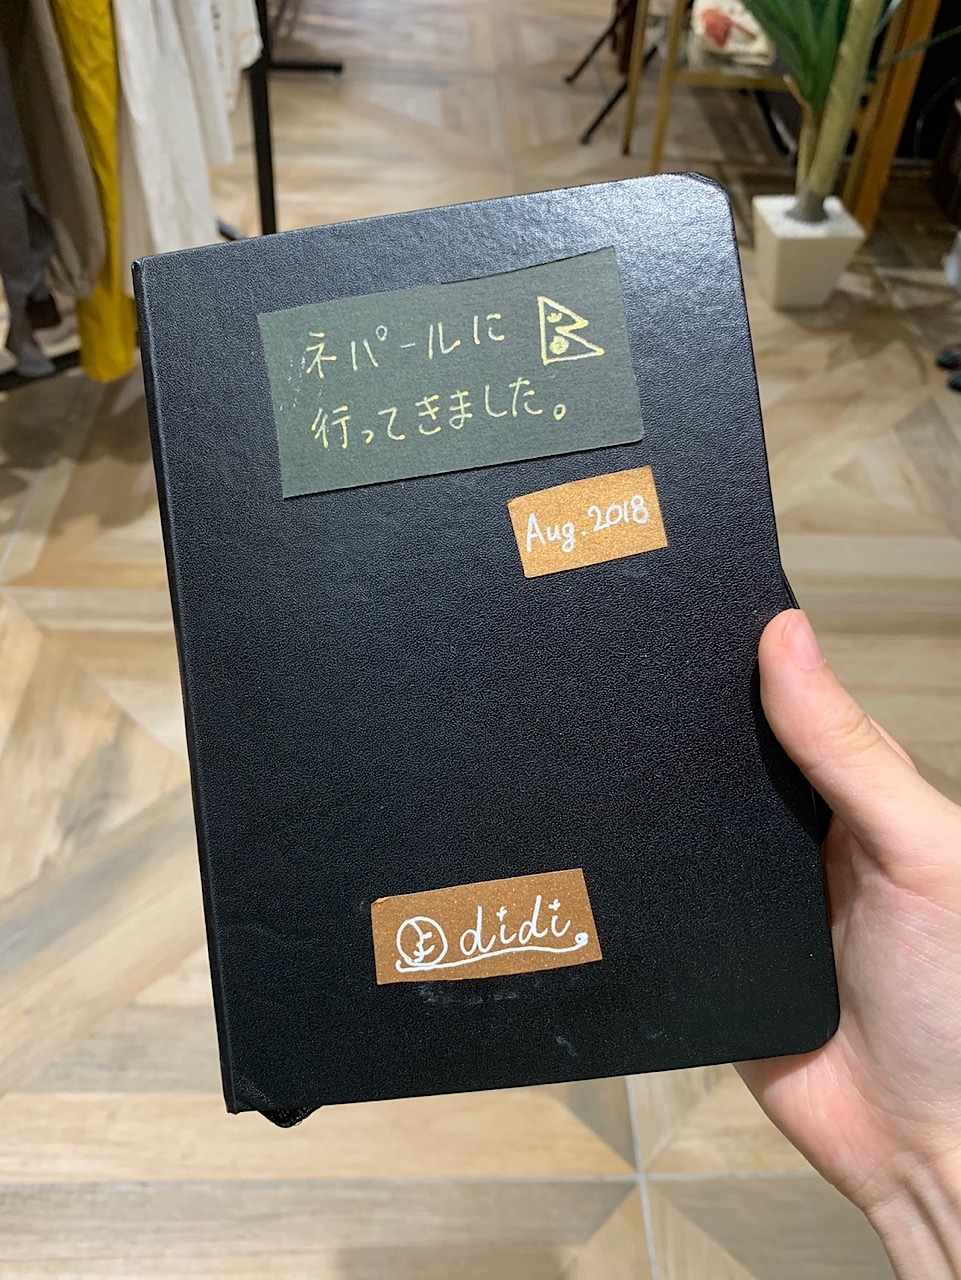 ネパールに
行ってきました。
Aug. 2018
didi